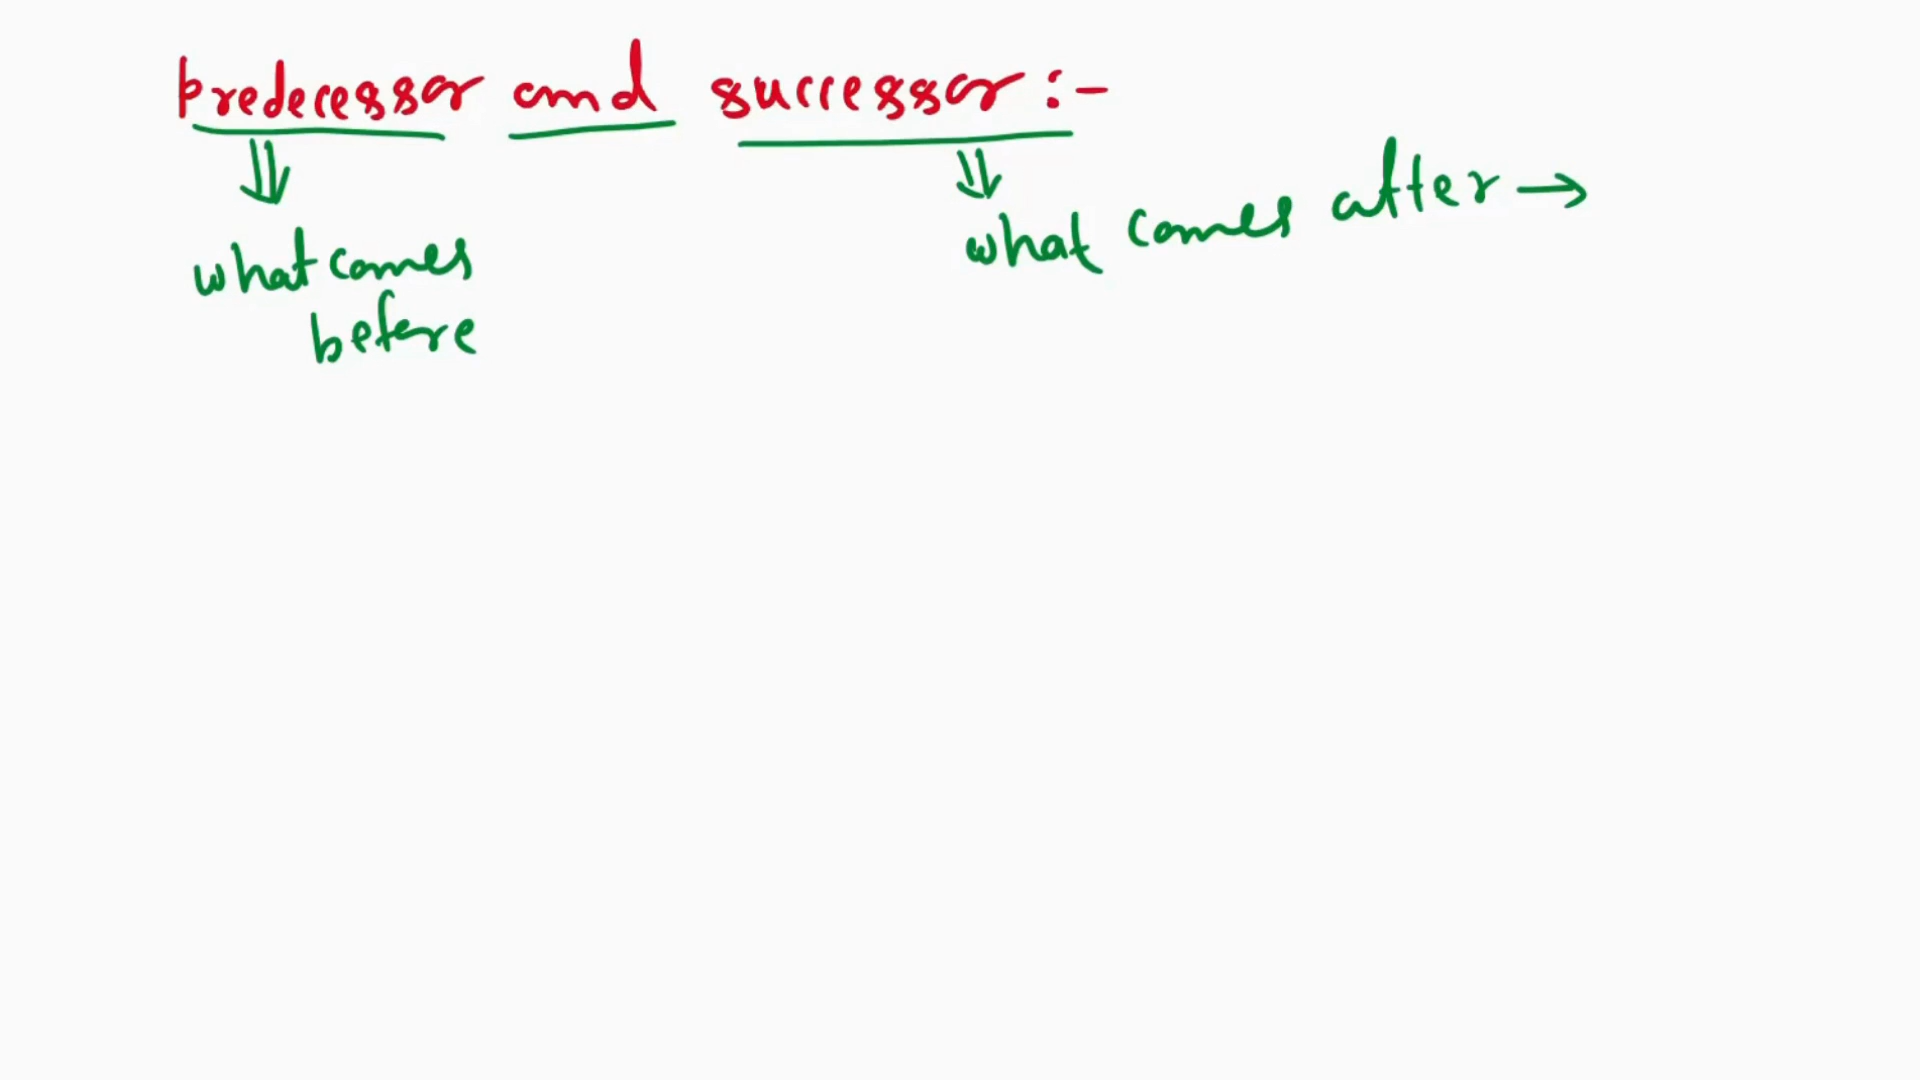 predecessor and successor :-
what comes before
what comes after →